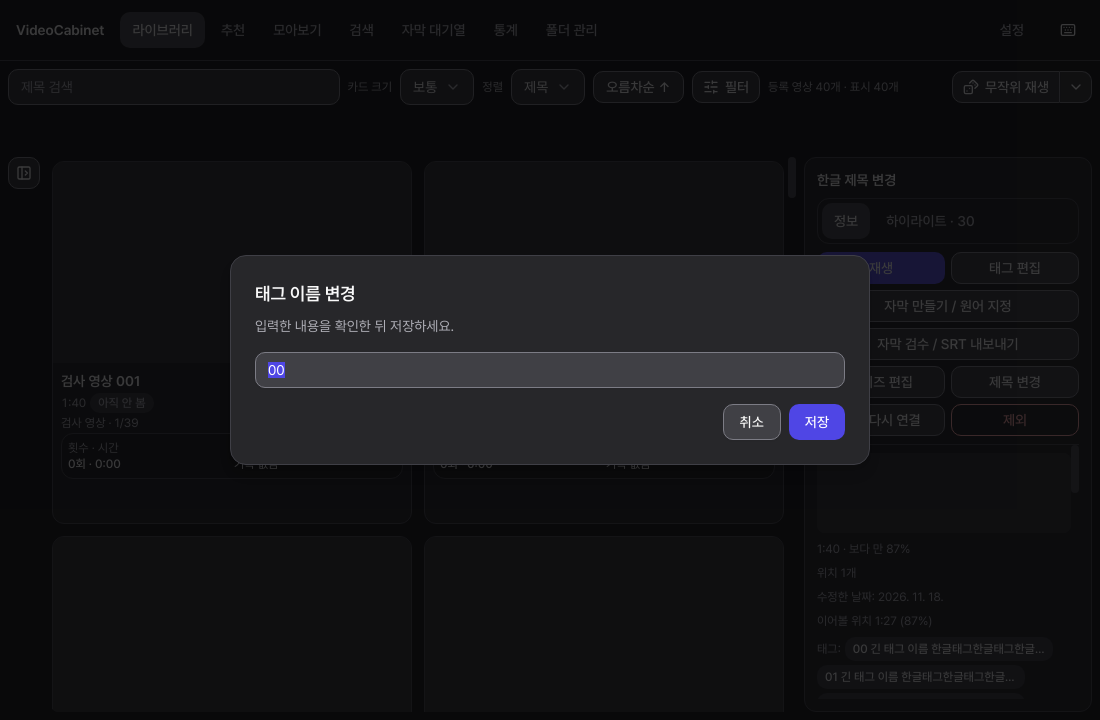 VideoCabinet 라이브러리 추천 모아보기 검색 자막 대기열 통계 폴더 관리 설정
제목 검색 카드 크기 보통 정렬 제목 오름차순 ↑ 필터 등록 영상 40개 · 표시 40개 무작위 재생
한글 제목 변경
정보 하이라이트 · 30
재생 태그 편집
자막 만들기 / 원어 지정
자막 검수 / SRT 내보내기
편집 제목 변경
다시 연결 제외
태그 이름 변경
입력한 내용을 확인한 뒤 저장하세요.
00
취소 저장
검사 영상 001
1:40 아직 안 봄
검사 영상 · 1/39
횟수 · 시간
0회 · 0:00
1:40 · 보다 만 87%
위치 1개
수정한 날짜: 2026. 11. 18.
이어볼 위치 1:27 (87%)
태그: 00 긴 태그 이름 한글태그한글태그한글...
01 긴 태그 이름 한글태그한글태그한글...